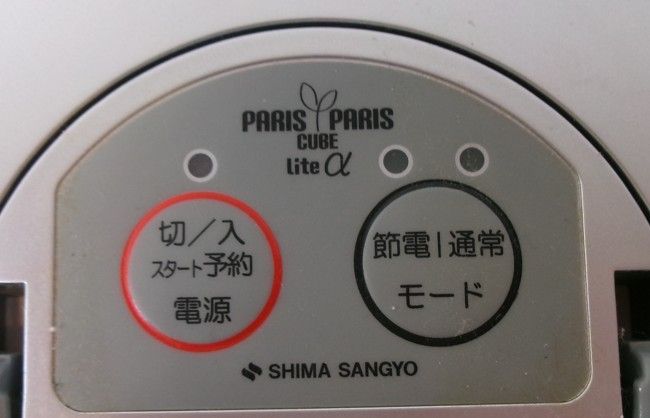 PARIS PARIS
CUBE
Lite α
切／入
スタート予約
電源
節電|通常
モード
SHIMA SANGYO